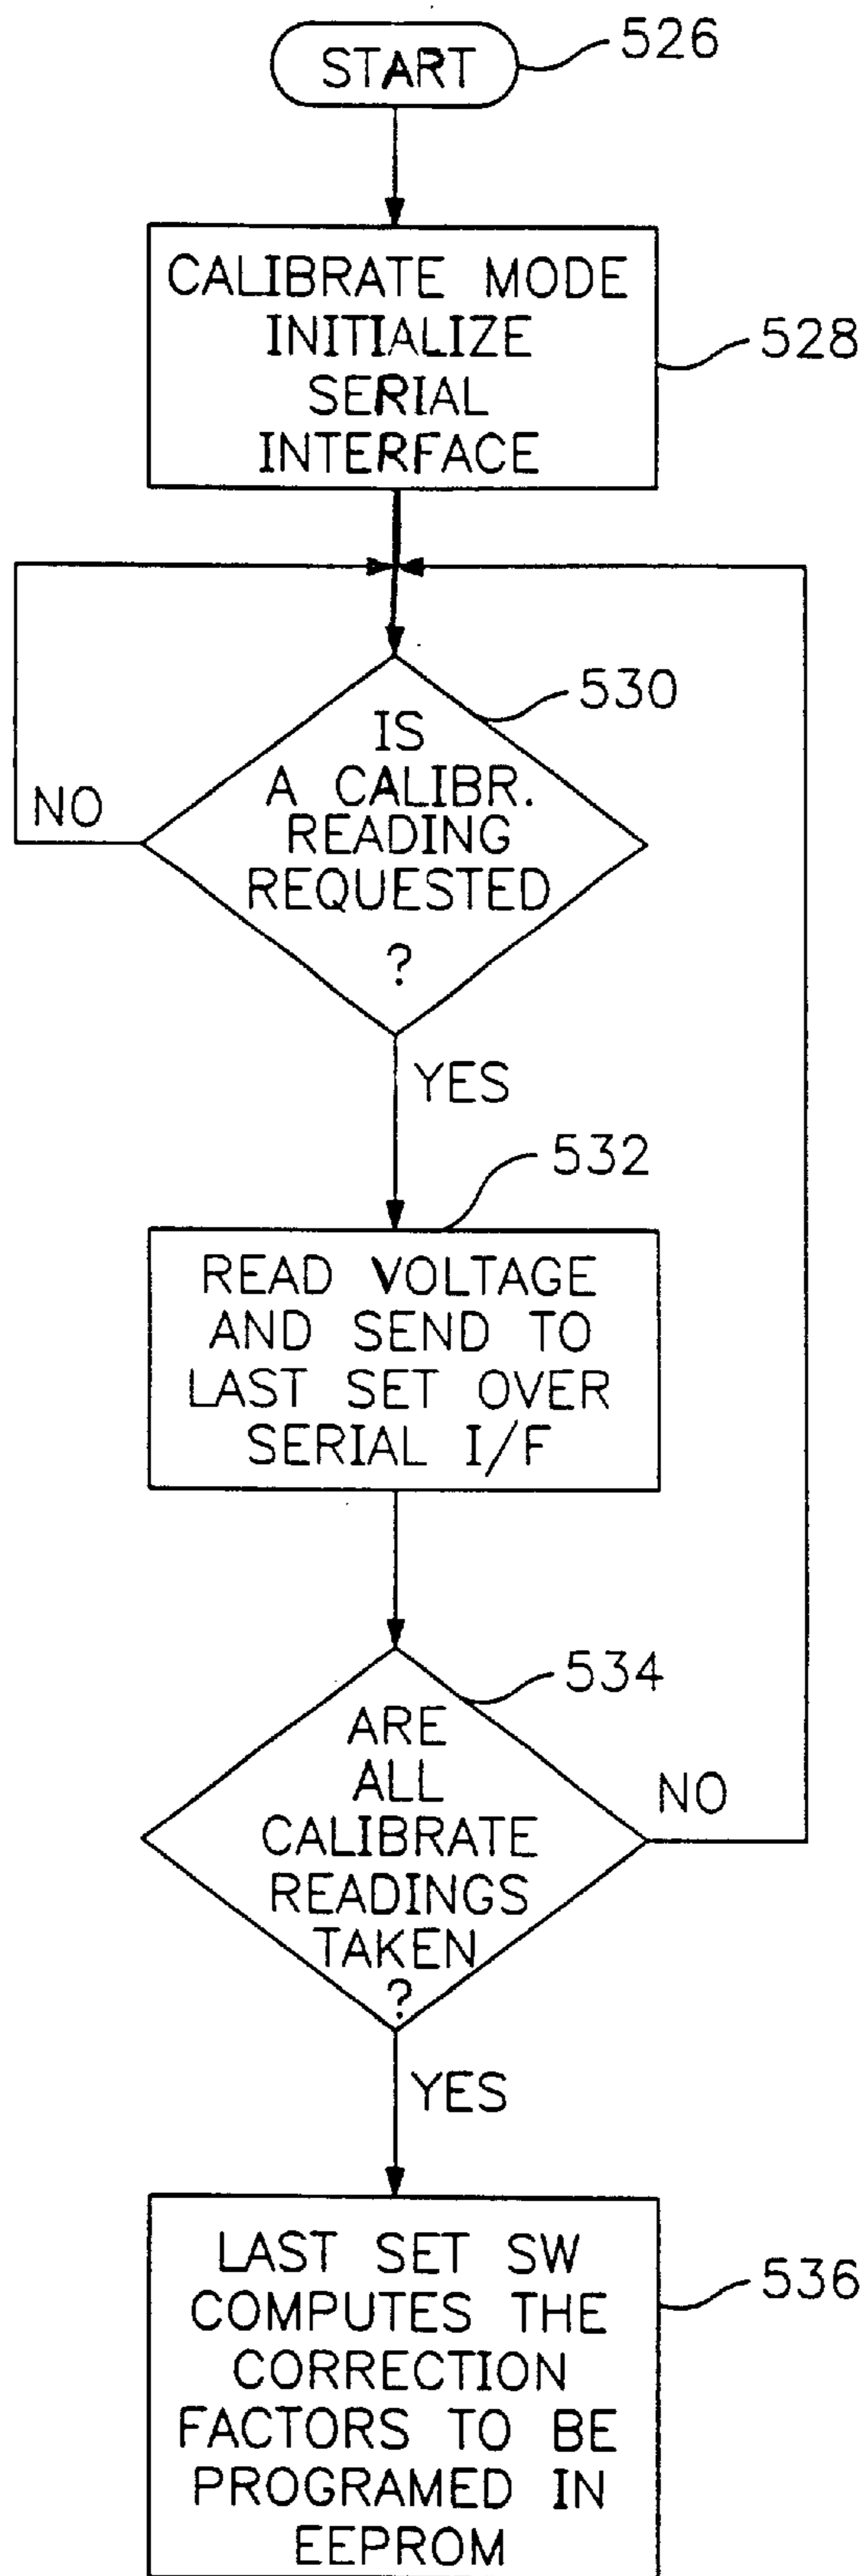 START
526
CALIBRATE MODE
INITIALIZE
SERIAL
INTERFACE
528
530
IS
A CALIBR.
READING
REQUESTED
?
NO
YES
532
READ VOLTAGE
AND SEND TO
LAST SET OVER
SERIAL I/F
534
ARE
ALL
CALIBRATE
READINGS
TAKEN
?
NO
YES
LAST SET SW
COMPUTES THE
CORRECTION
FACTORS TO BE
PROGRAMED IN
EEPROM
536